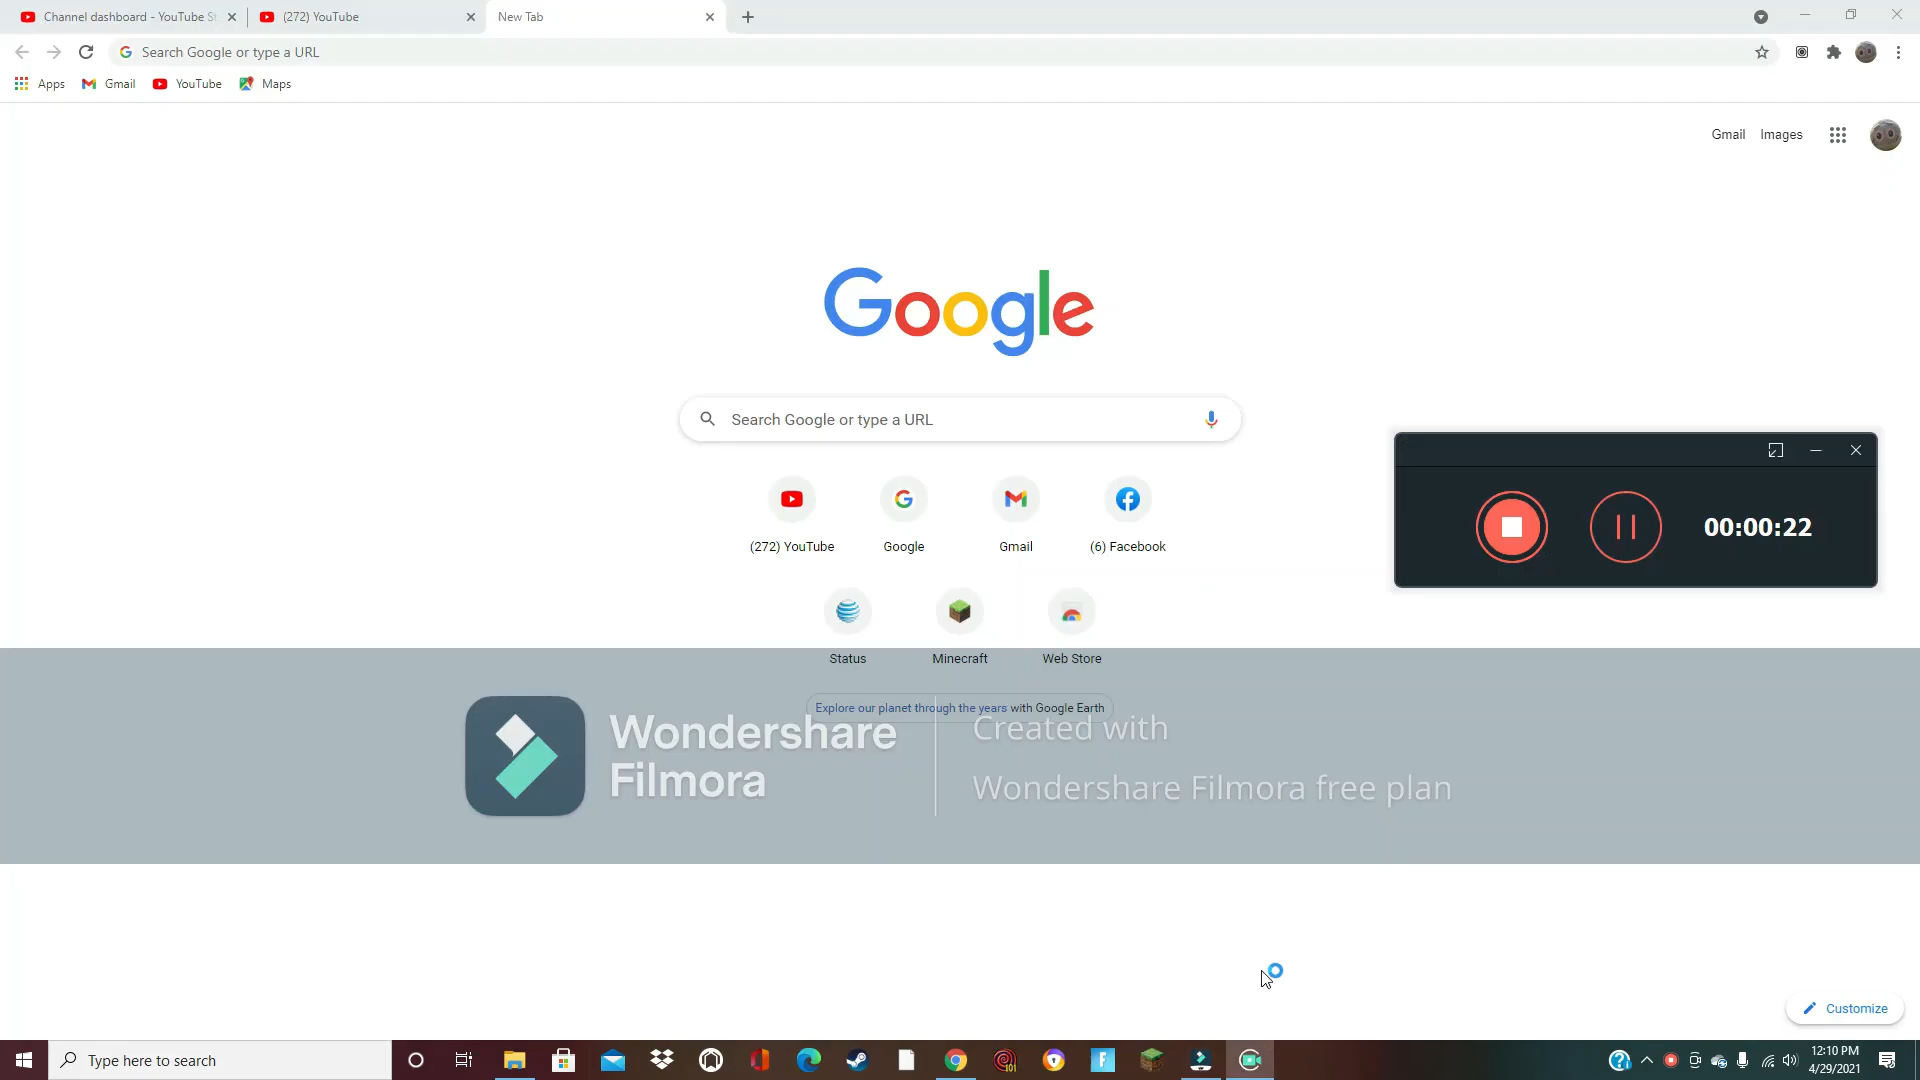 Channel dashboard - YouTube St
(272) YouTube
New Tab
Search Google or type a URL
Apps
Gmail
YouTube
Maps
Gmail
Images
Google
Search Google or type a URL
(272) YouTube
Google
Gmail
(6) Facebook
00:00:22
Status
Minecraft
Web Store
Explore our planet through the years with Google Earth
Wondershare
Filmora
Created with
Wondershare Filmora free plan
Customize
Type here to search
101
12:10 PM
4/29/2021